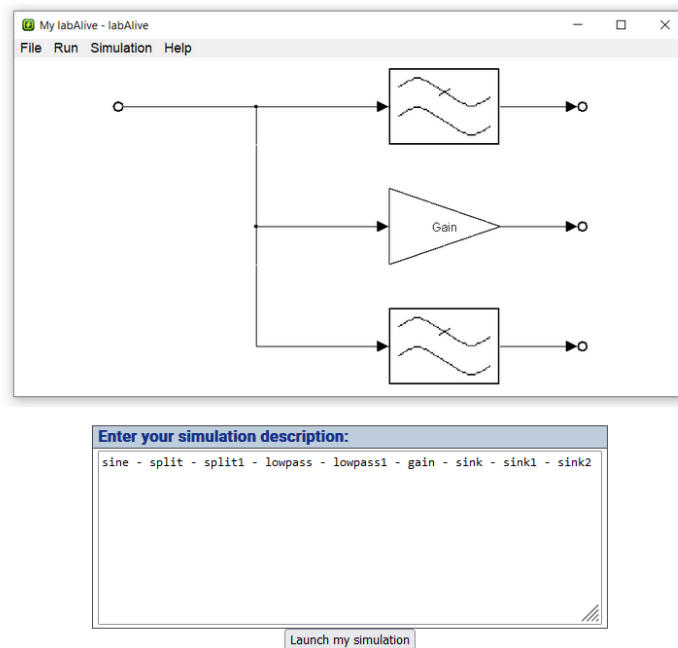 My labAlive - labAlive
File Run Simulation Help
Gain
Enter your simulation description:
sine - split - split1 - lowpass - lowpass1 - gain - sink - sink1 - sink2
Launch my simulation